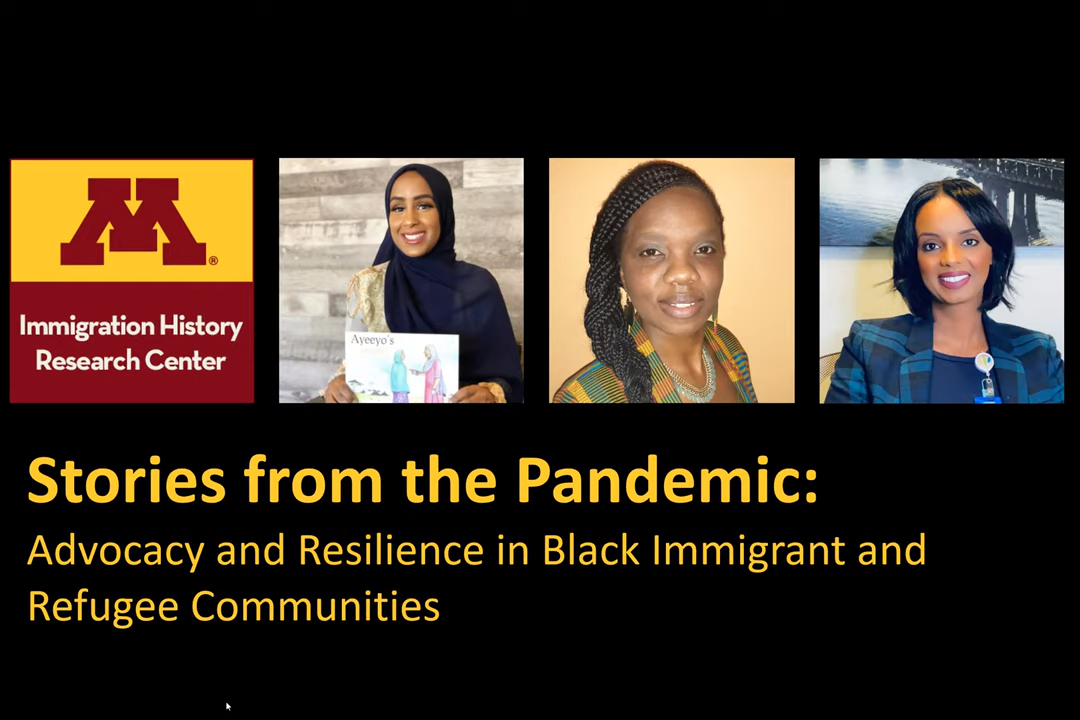 M®
Immigration History
Research Center
Ayeeyo's
Stories from the Pandemic:
Advocacy and Resilience in Black Immigrant and
Refugee Communities